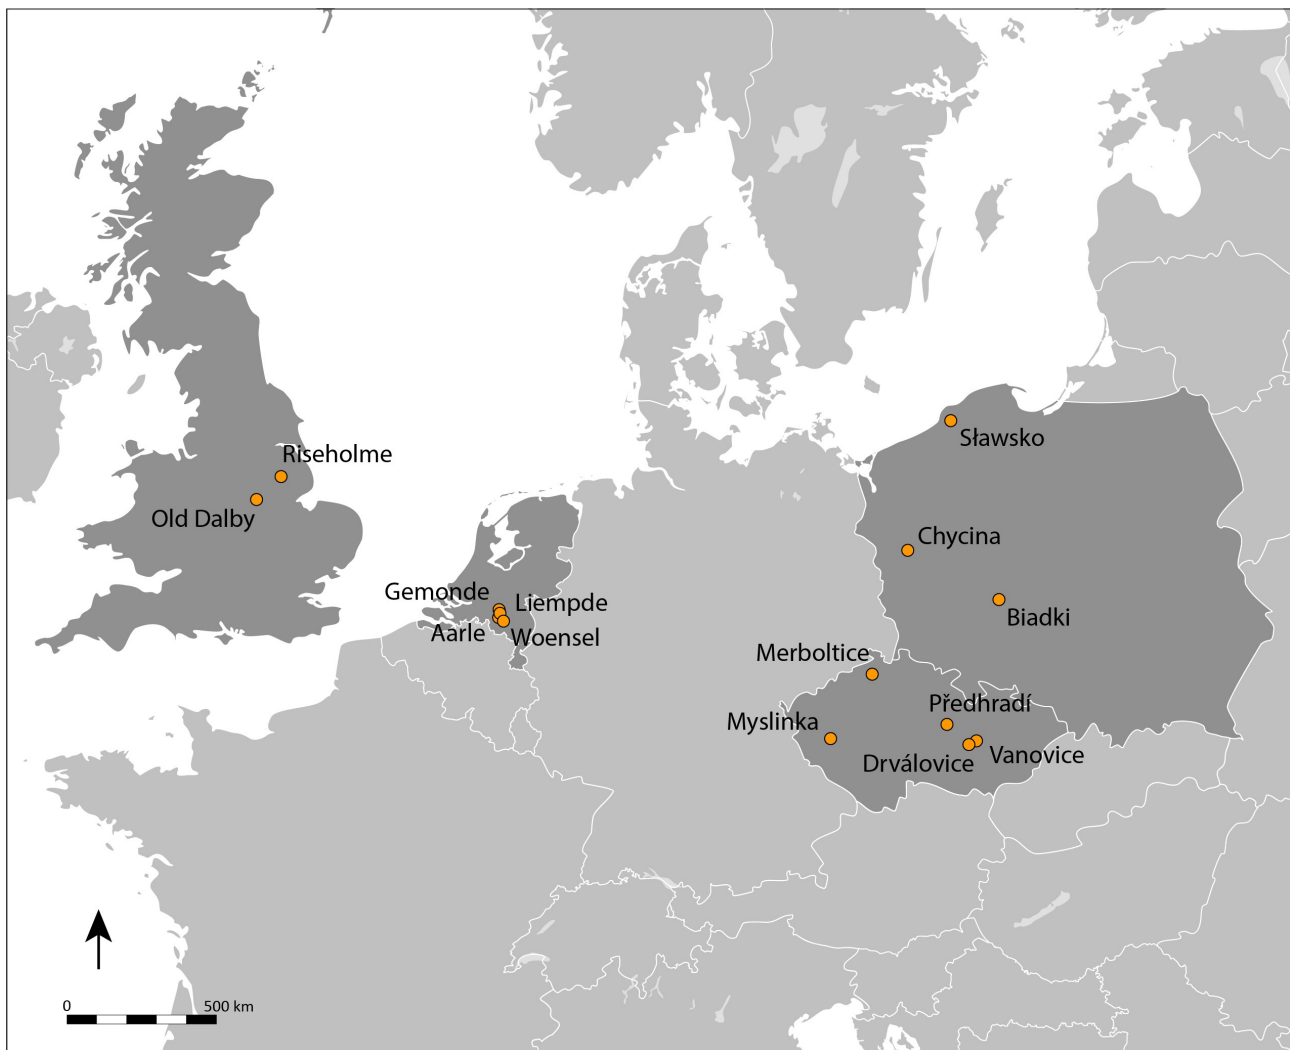 Sławsko
Riseholme
Old Dalby
Chycina
Gemonde
Liempde
Biadki
Aarle
Woensel
Merboltice
Předhradí
Myslinka
Vanovice
Drválovice
0
500 km